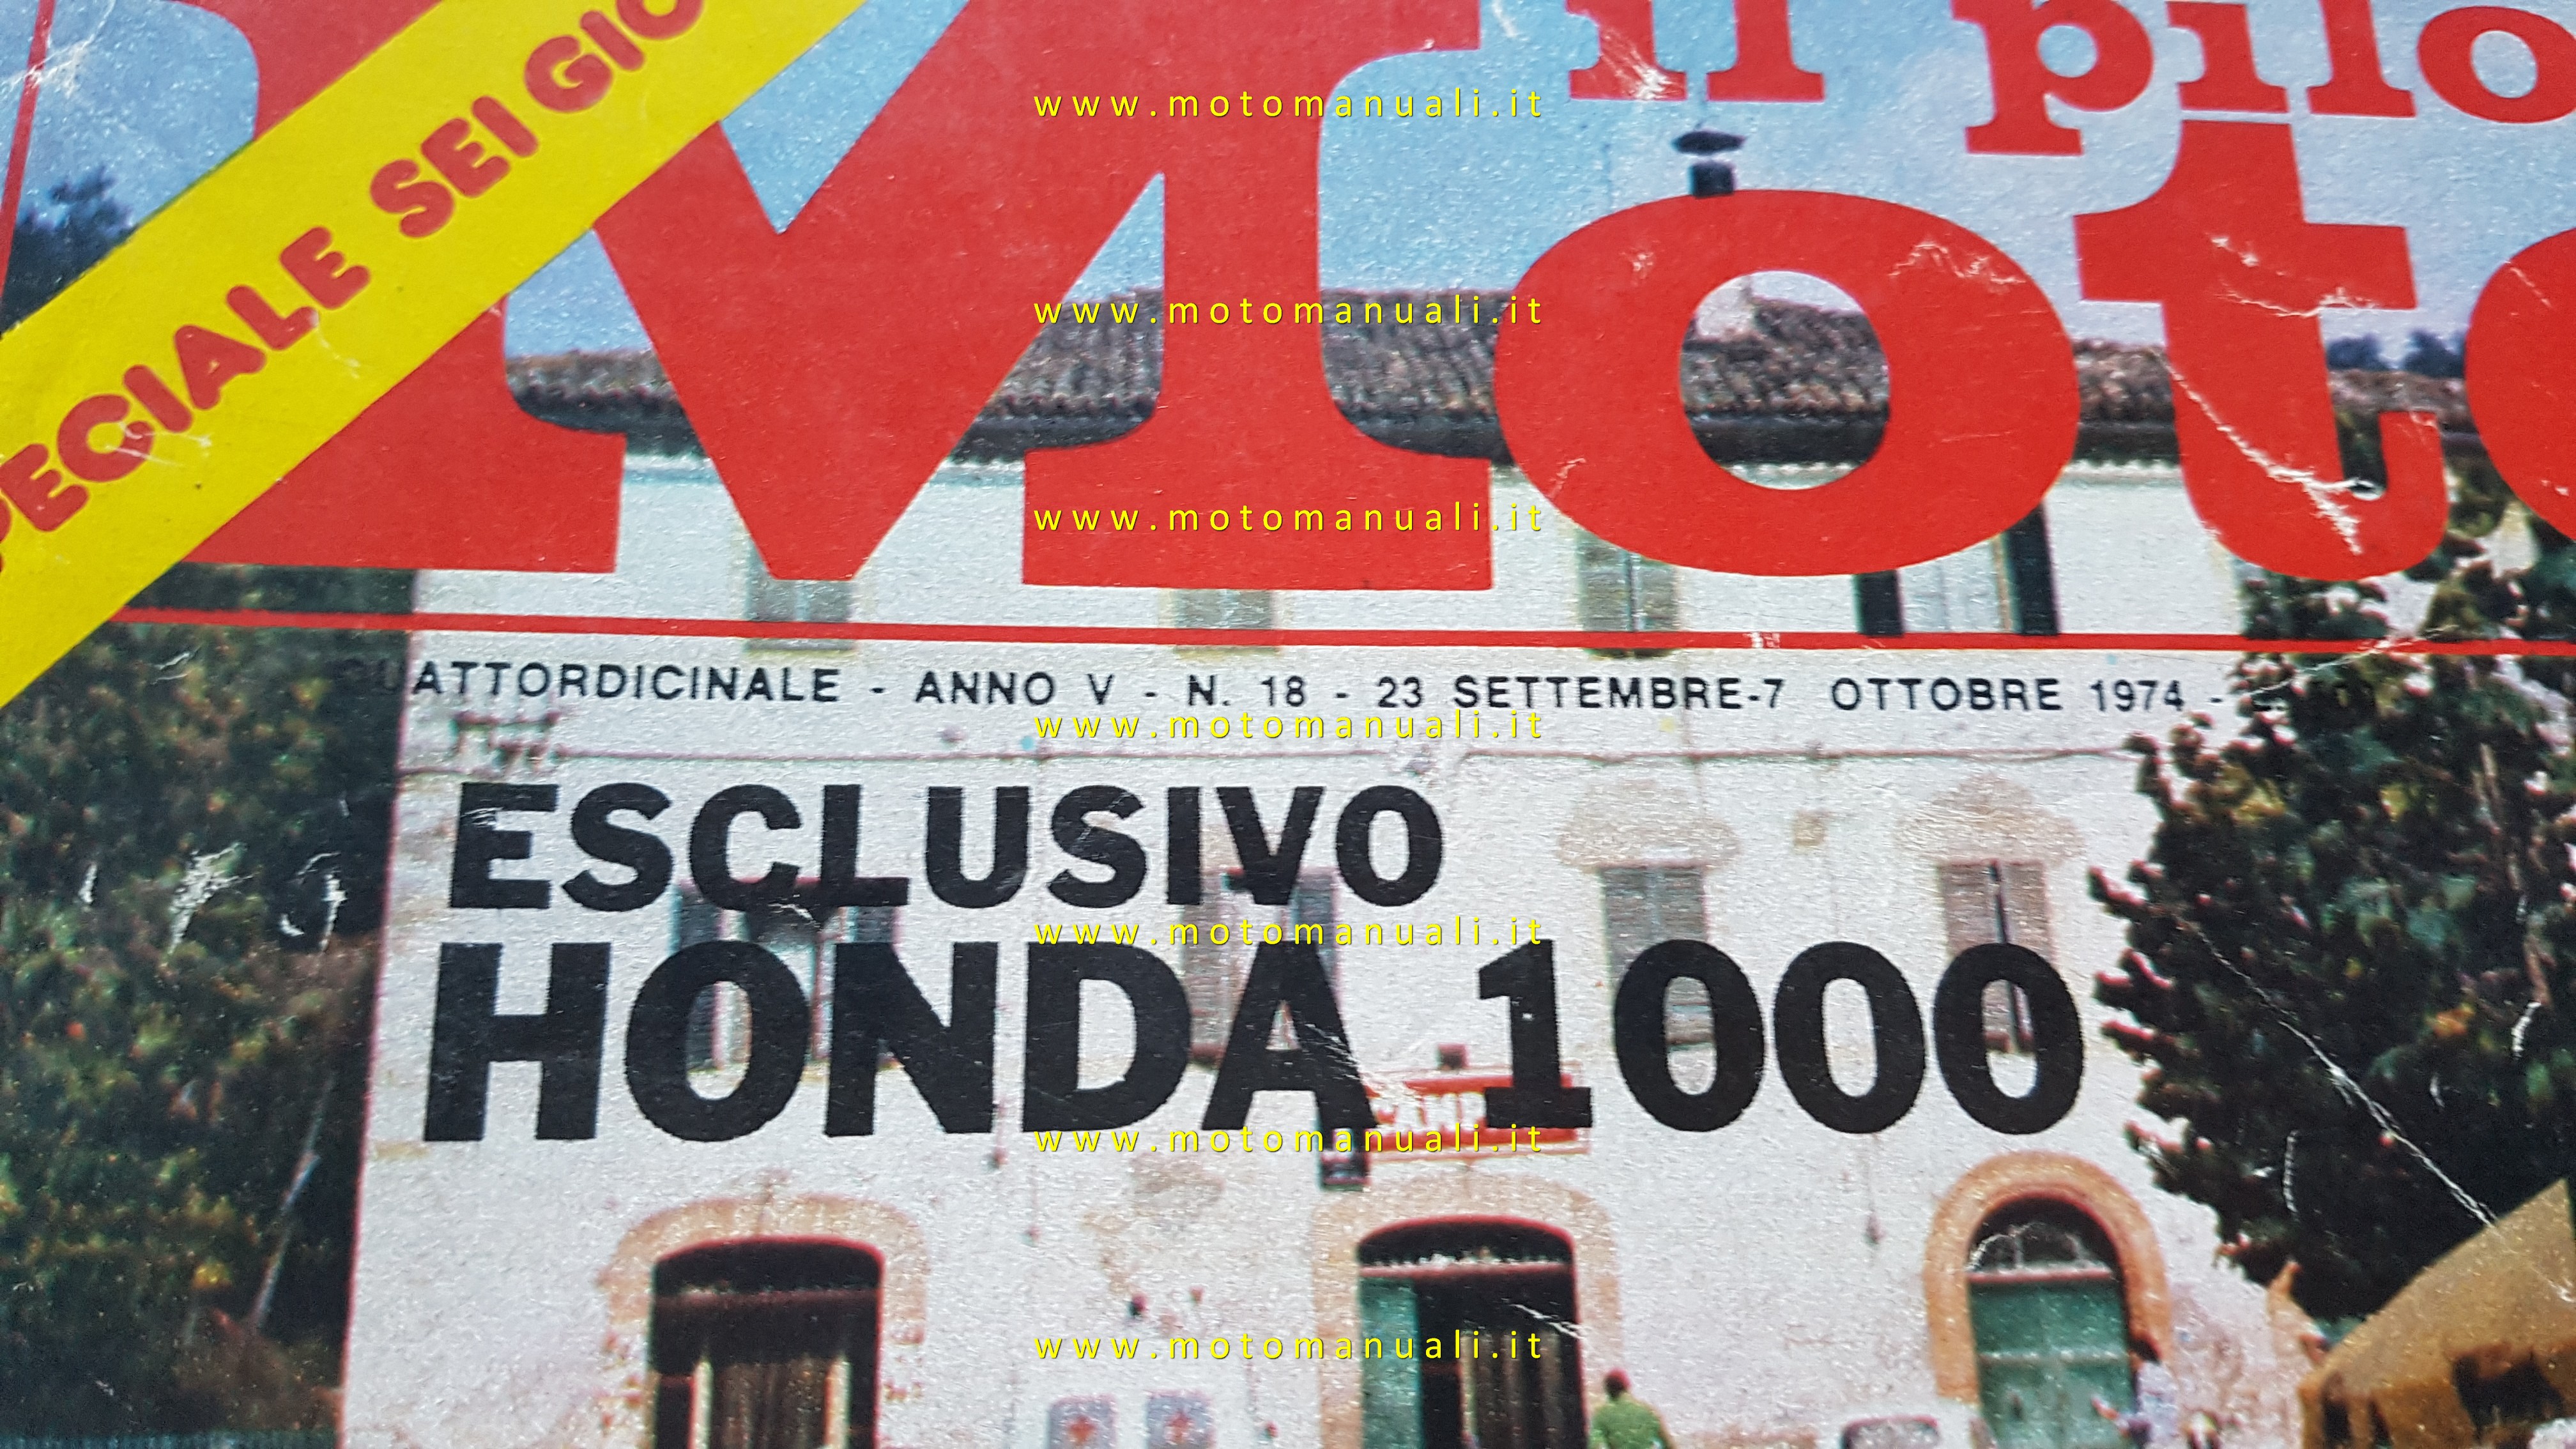 SPECIALE SEI GIO
il pilo
Moto
QUATTORDICINALE - ANNO V - N. 18 - 23 SETTEMBRE-7 OTTOBRE 1974 -
ESCLUSIVO
HONDA 1000
www.motomanuali.it
www.motomanuali.it
www.motomanuali.it
www.motomanuali.it
www.motomanuali.it
www.motomanuali.it
www.motomanuali.it